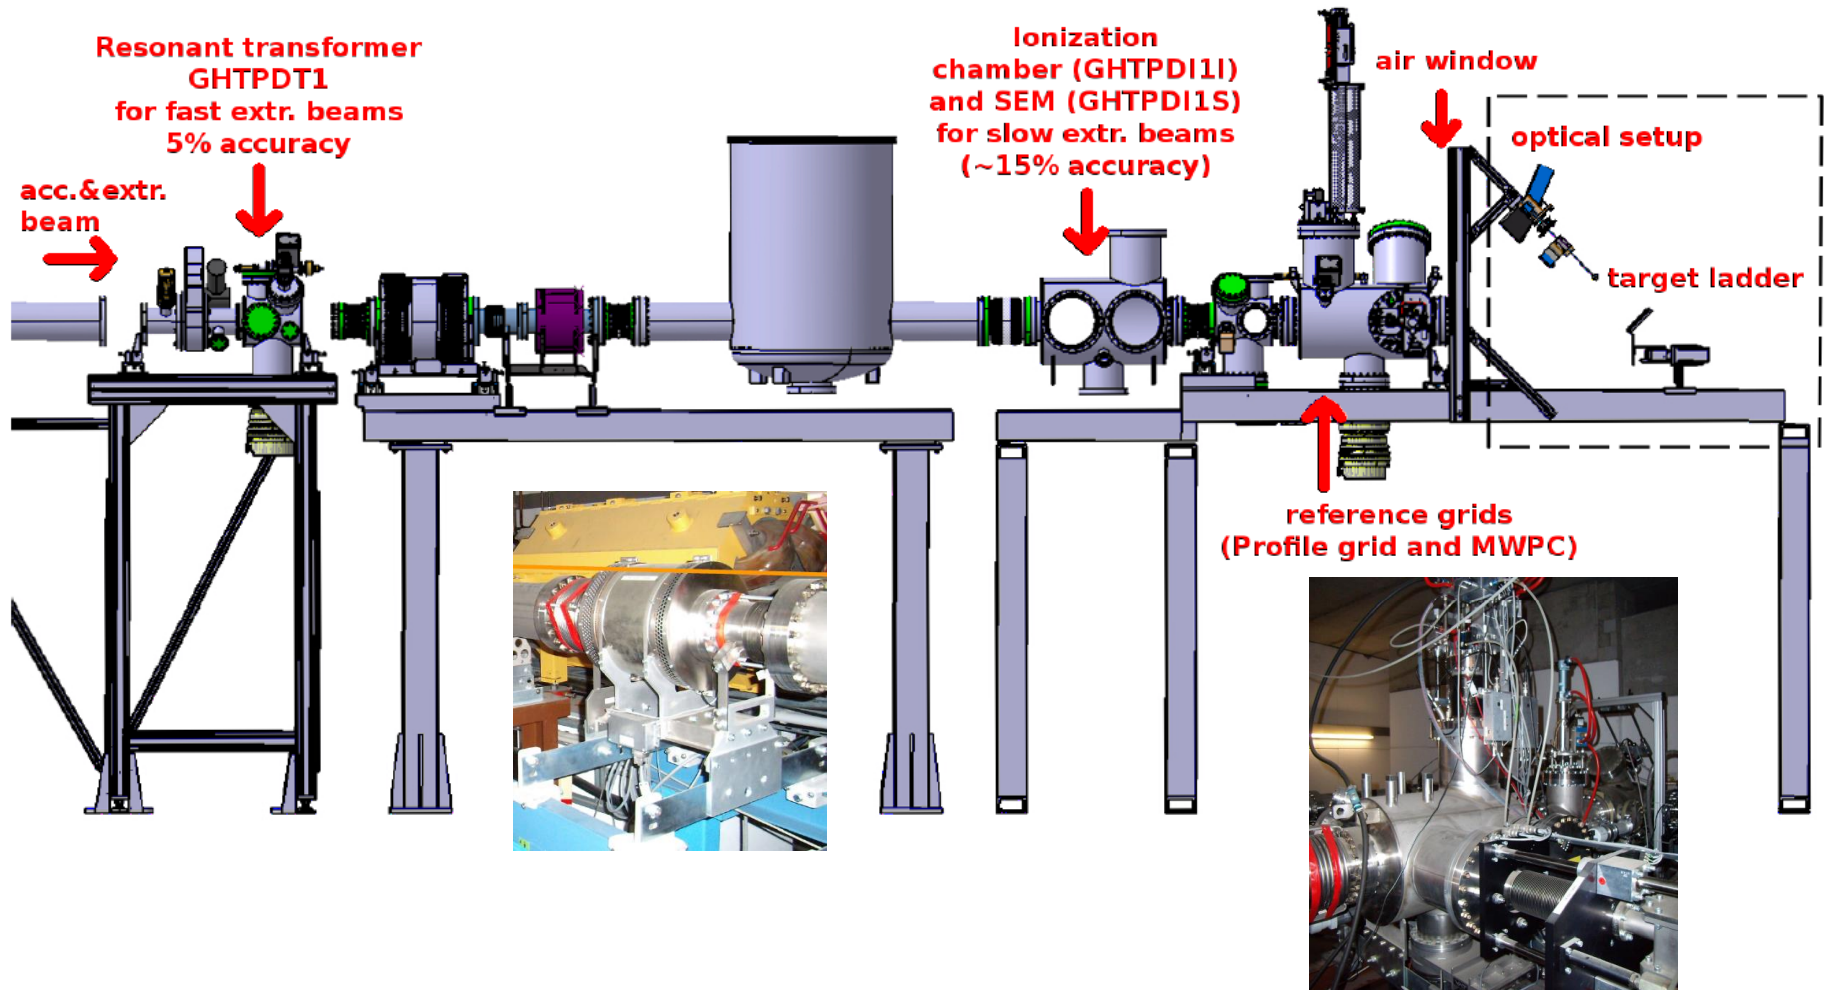 Resonant transformer
GHTPDT1
for fast extr. beams
5% accuracy
acc.&extr.
beam
Ionization
chamber (GHTPDI1I)
and SEM (GHTPDI1S)
for slow extr. beams
(~15% accuracy)
air window
optical setup
target ladder
reference grids
(Profile grid and MWPC)